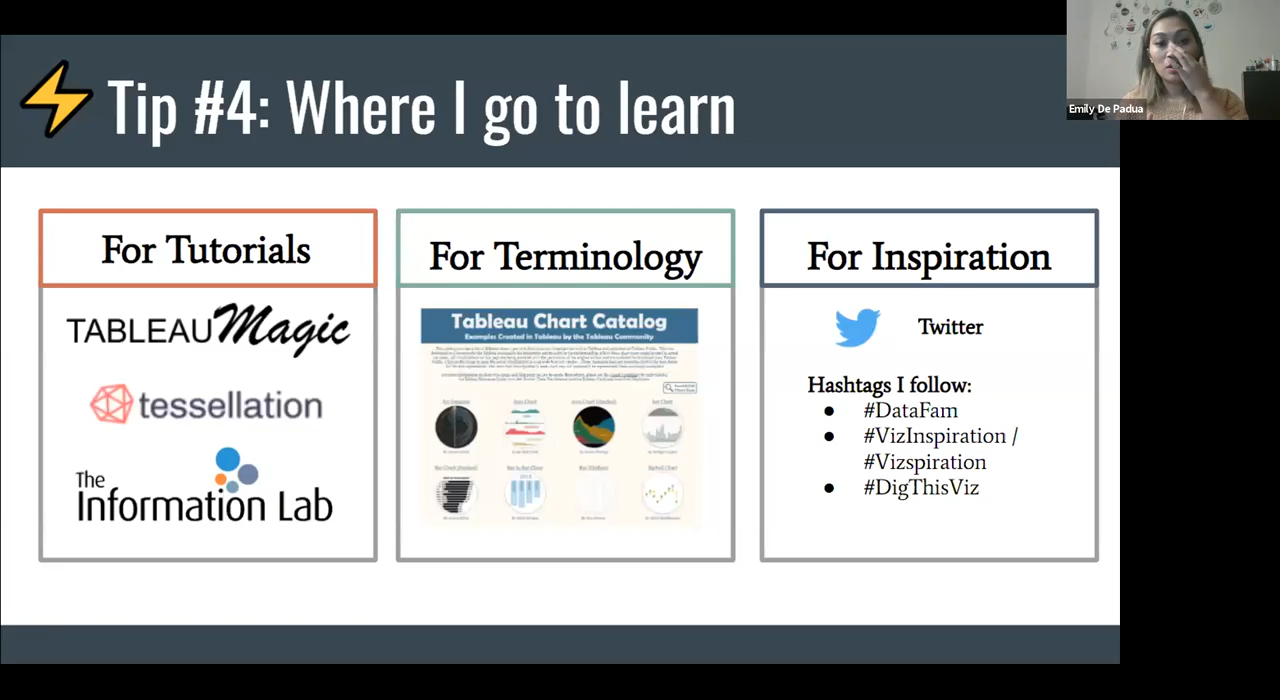 Emily De Padua
Tip #4: Where I go to learn
For Tutorials
TABLEAU Magic
tessellation
The
Information Lab
For Terminology
Tableau Chart Catalog
Examples Created in Tableau by the Tableau Community
For Inspiration
Twitter
Hashtags I follow:
● #DataFam
● #VizInspiration /
#Vizspiration
● #DigThisViz